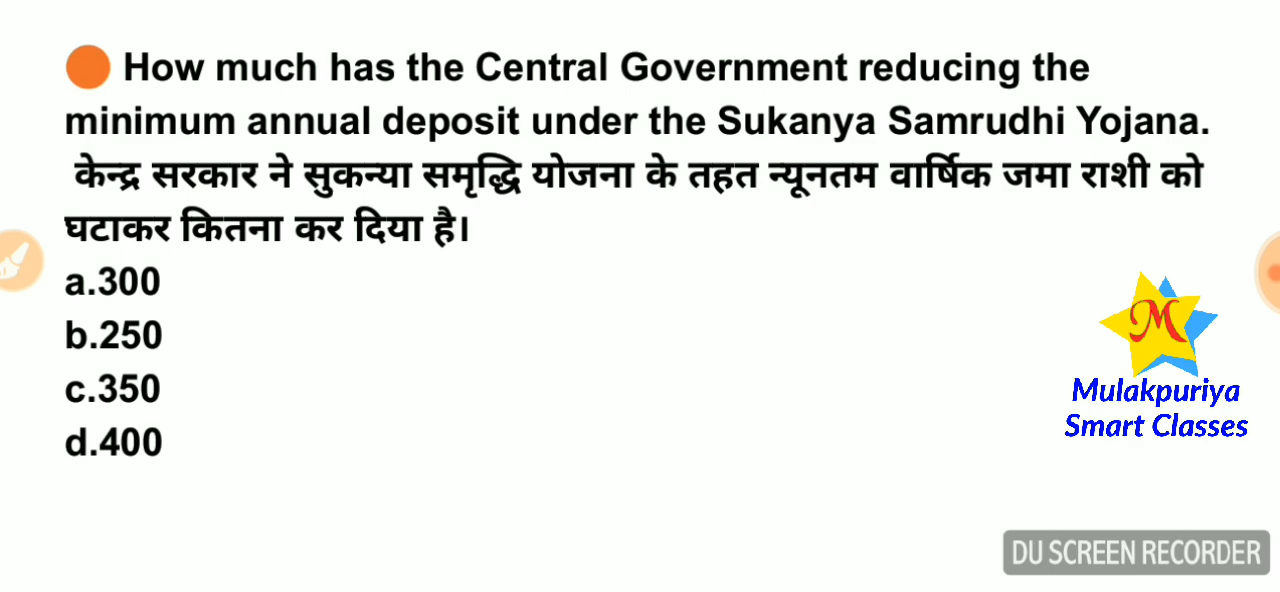 How much has the Central Government reducing the
minimum annual deposit under the Sukanya Samrudhi Yojana.
केन्द्र सरकार ने सुकन्या समृद्धि योजना के तहत न्यूनतम वार्षिक जमा राशी को
घटाकर कितना कर दिया है।
a.300
b.250
c.350
d.400
M
Mulakpuriya
Smart Classes
DU SCREEN RECORDER